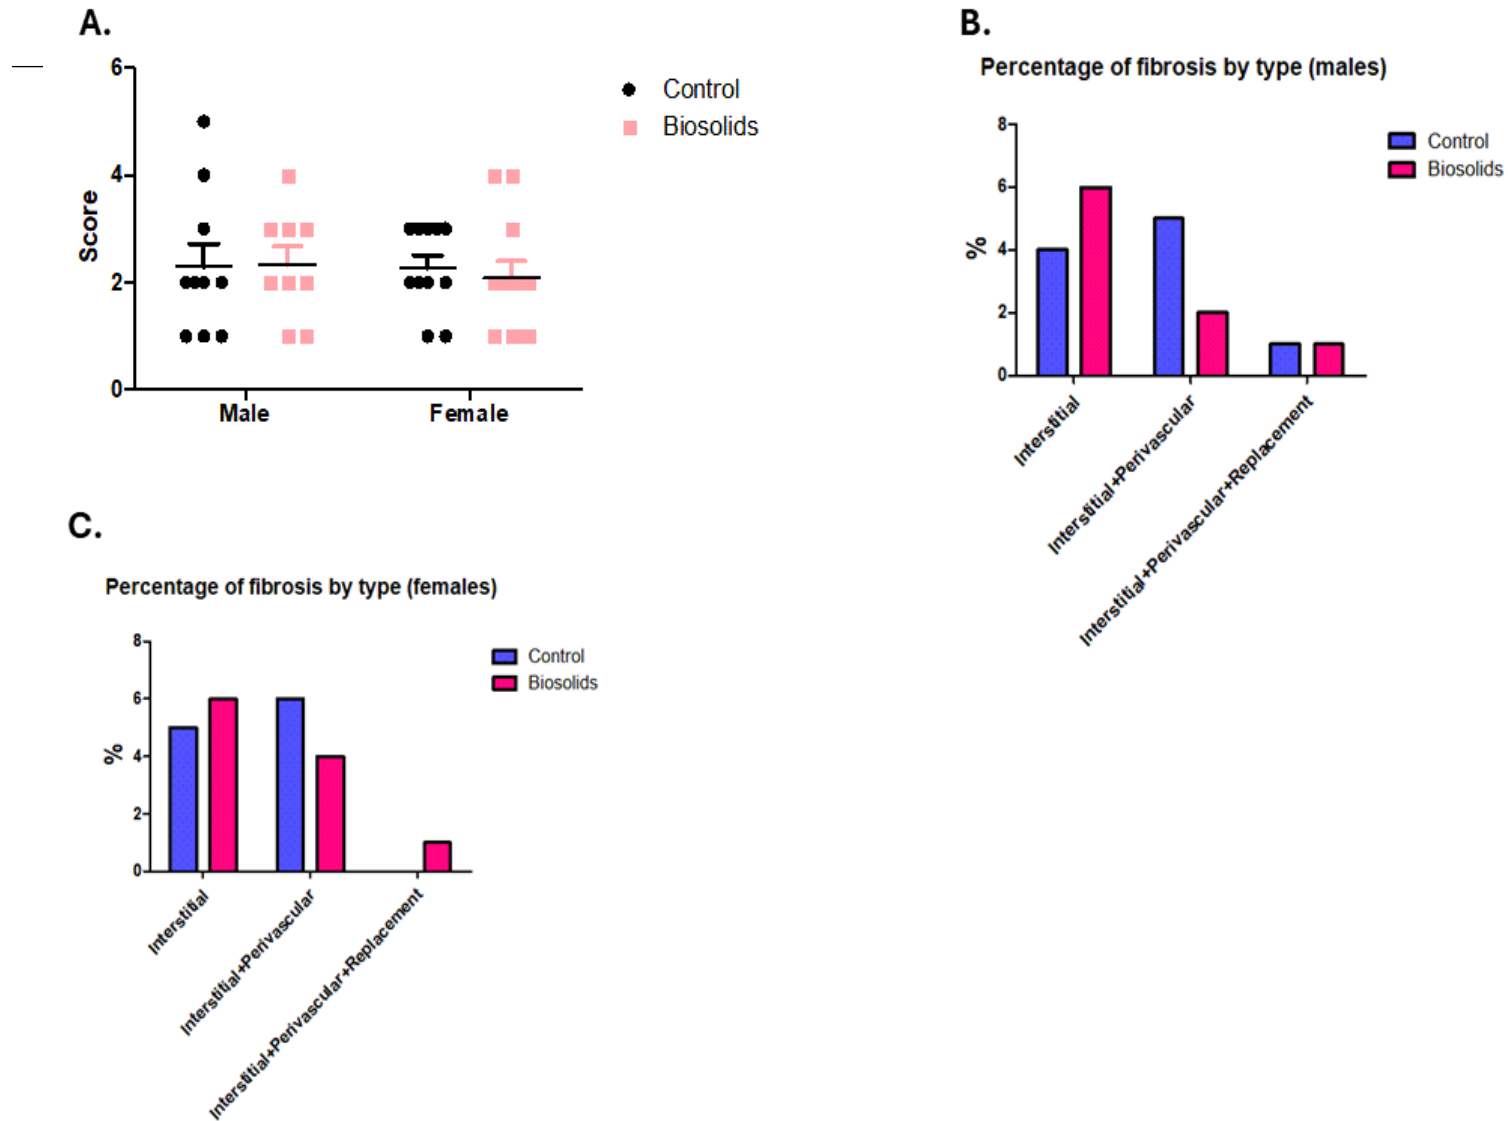 A.
6
4
2
0
Score
Male
Female
Control
Biosolids
B.
Percentage of fibrosis by type (males)
8
6
4
2
0
%
Control
Biosolids
Interstitial
Interstitial+Perivascular
Interstitial+Perivascular+Replacement
C.
Percentage of fibrosis by type (females)
8
6
4
2
0
%
Control
Biosolids
Interstitial
Interstitial+Perivascular
Interstitial+Perivascular+Replacement